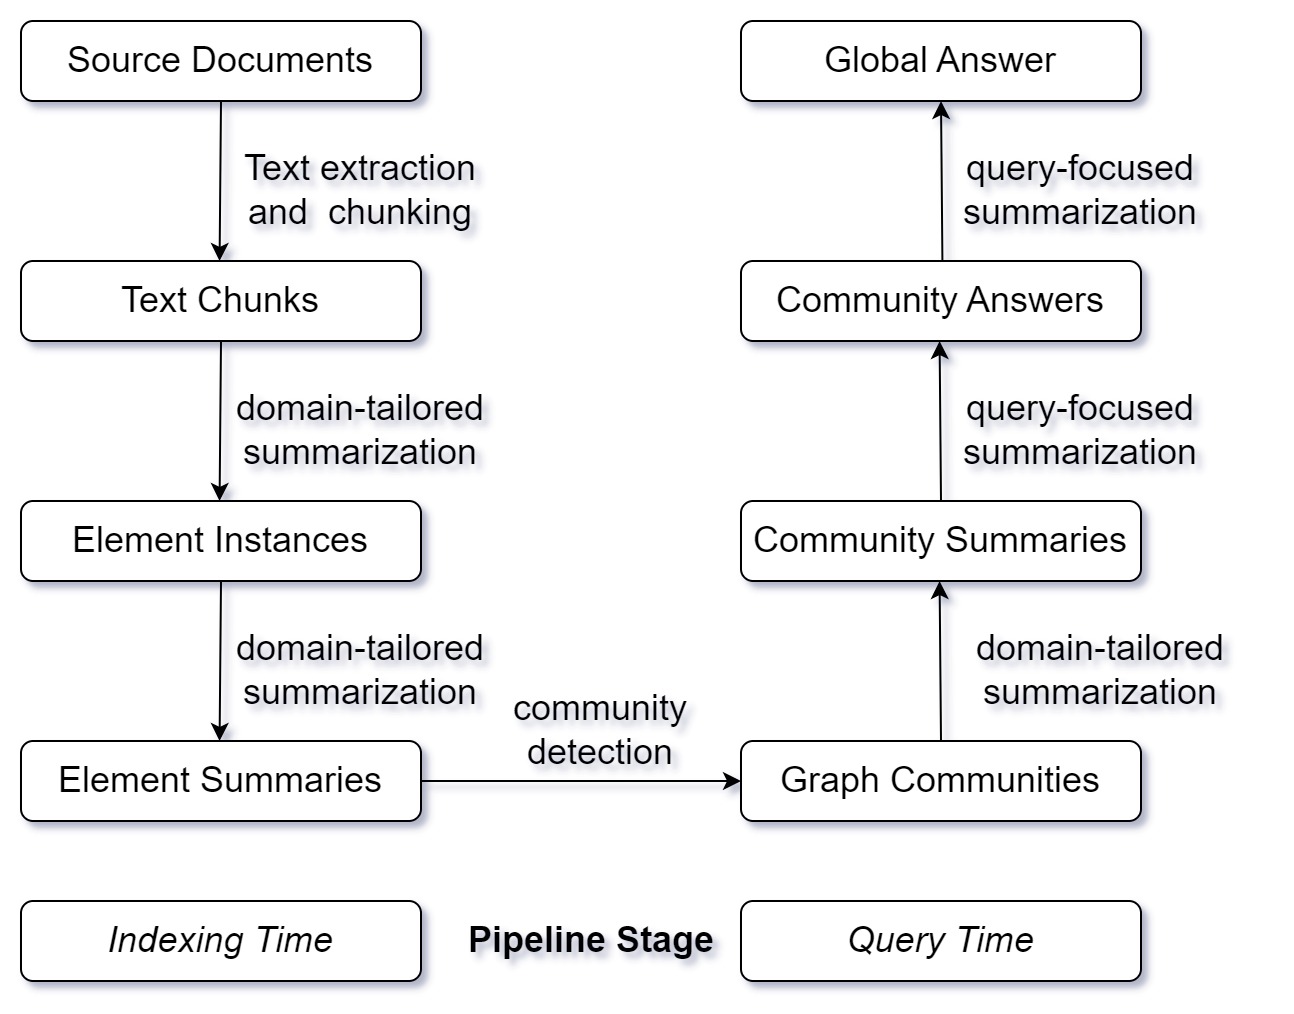 Source Documents
Text extraction
and  chunking
Text Chunks
domain-tailored
summarization
Element Instances
domain-tailored
summarization
Element Summaries
community
detection
Graph Communities
domain-tailored
summarization
Community Summaries
query-focused
summarization
Community Answers
query-focused
summarization
Global Answer
Indexing Time
Pipeline Stage
Query Time